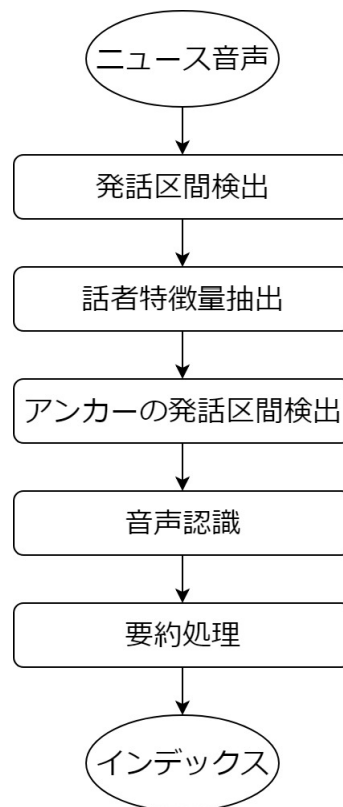 ニュース音声
発話区間検出
話者特徴量抽出
アンカーの発話区間検出
音声認識
要約処理
インデックス